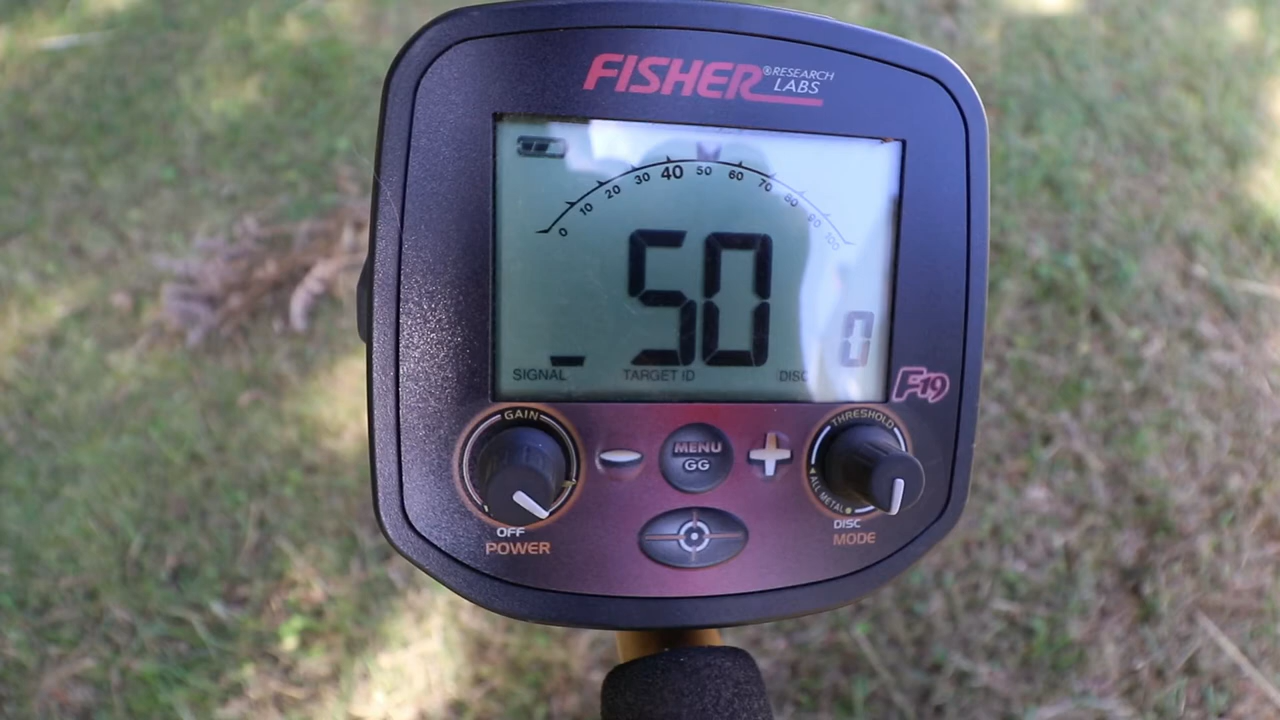 FISHER® RESEARCH LABS
0 10 20 30 40 50 60 70 80 90 100
50
0
SIGNAL TARGET ID DISC
F19
GAIN
THRESHOLD
MENU
GG
ALL METAL
OFF
POWER
DISC
MODE